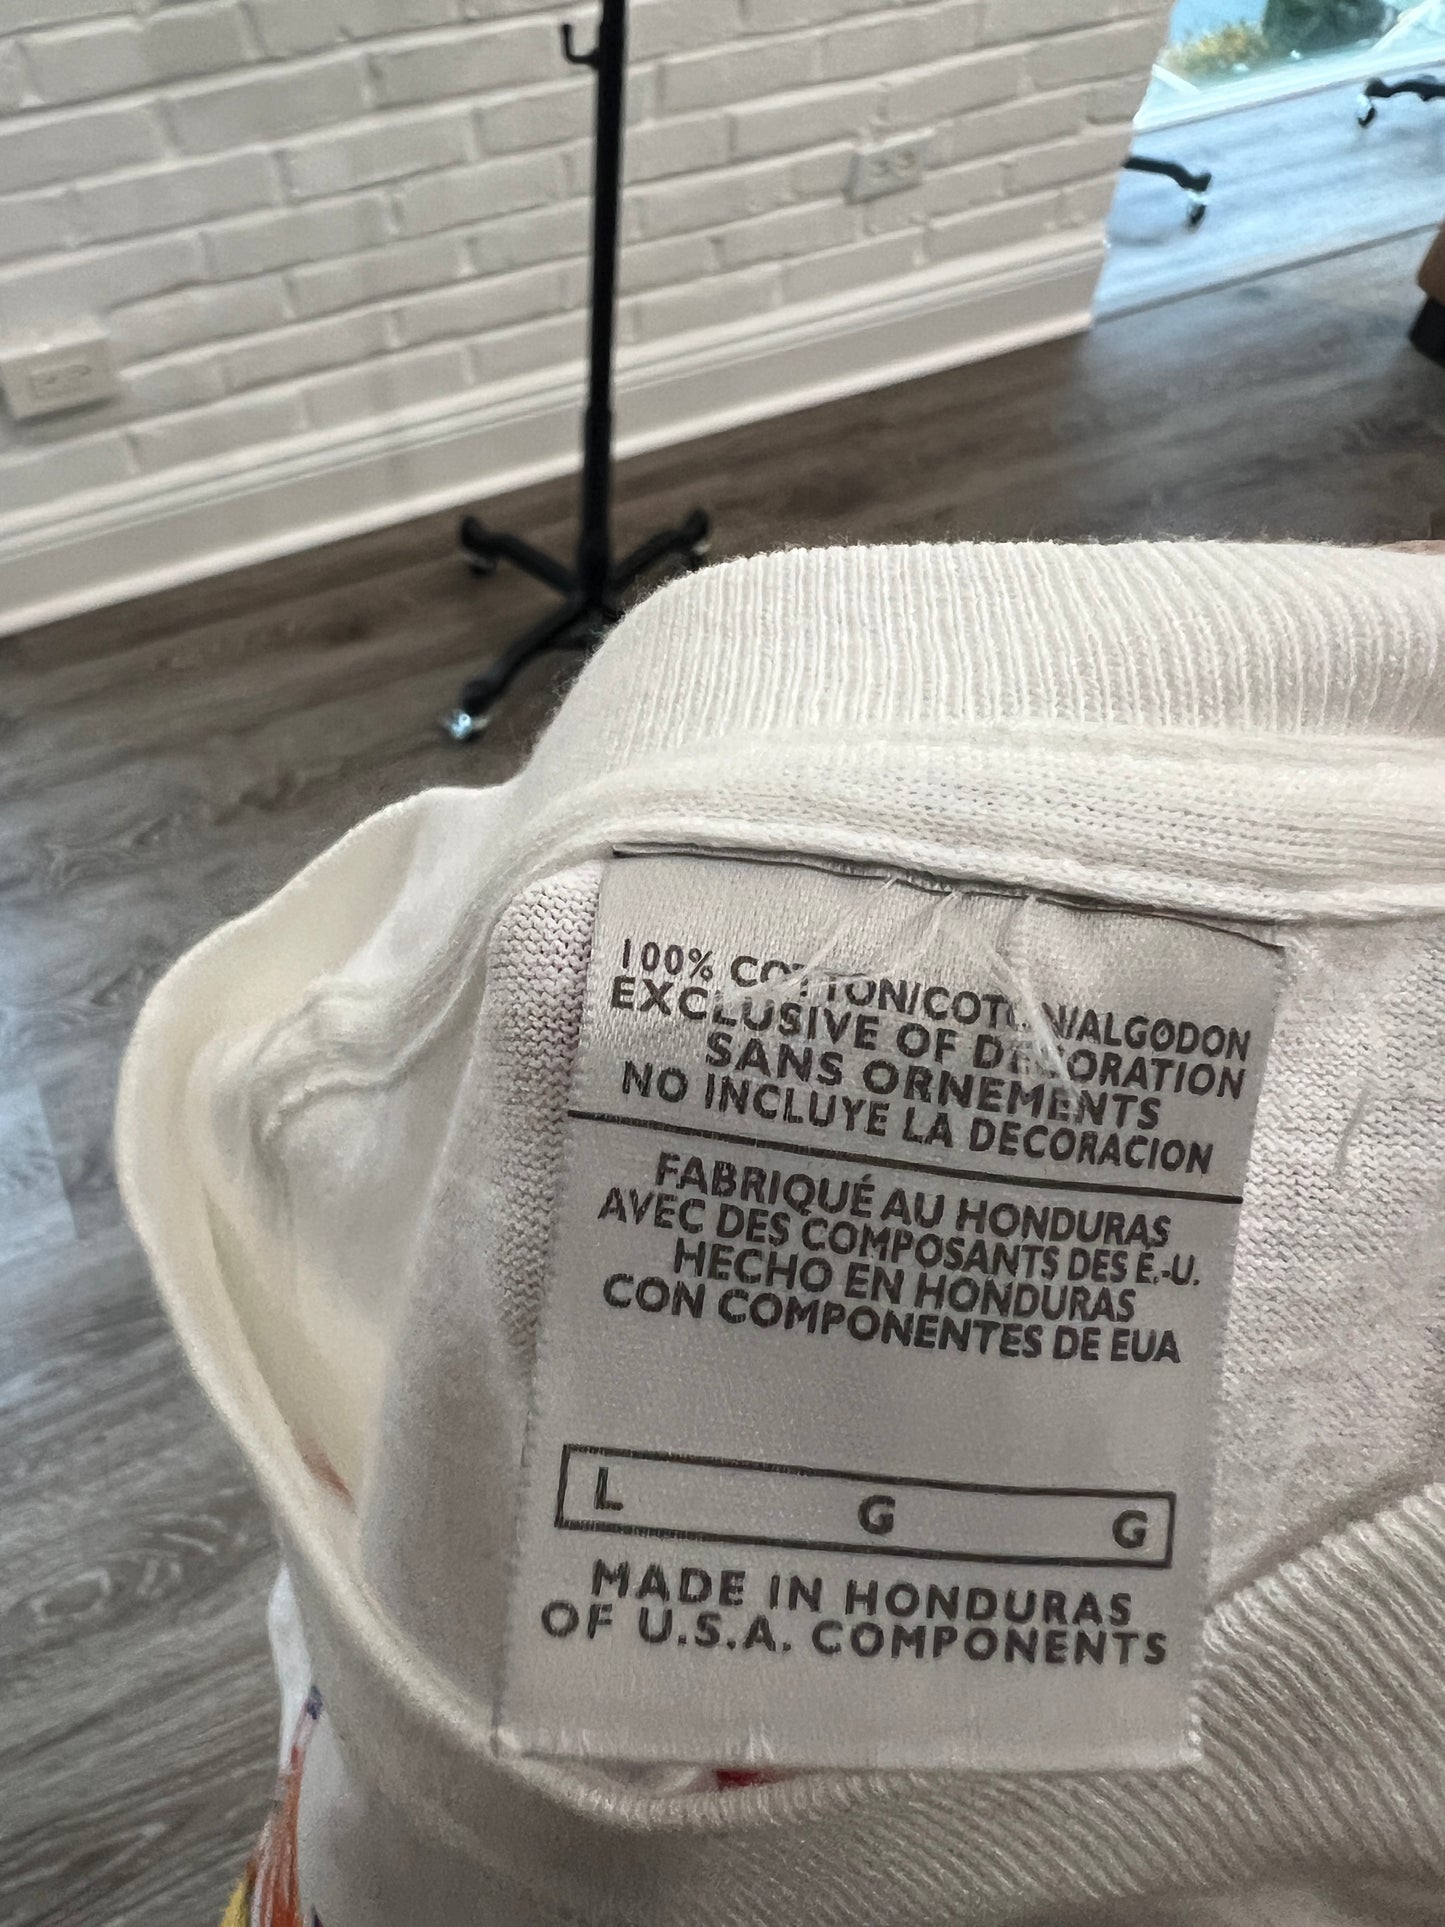 100% COTTON/COTON/ALGODON
EXCLUSIVE OF DECORATION
SANS ORNEMENTS
NO INCLUYE LA DECORACION
FABRIQUÉ AU HONDURAS
AVEC DES COMPOSANTS DES É.-U.
HECHO EN HONDURAS
CON COMPONENTES DE EUA
L G G
MADE IN HONDURAS
OF U.S.A. COMPONENTS